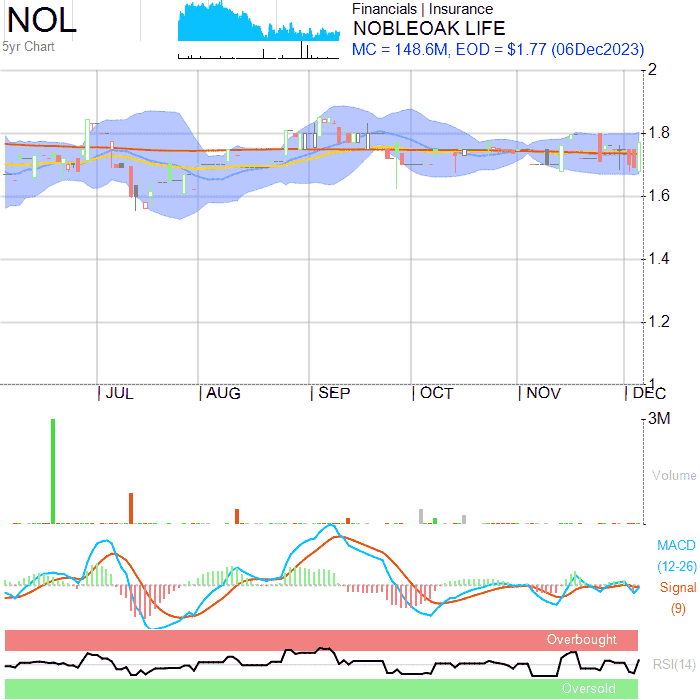 NOL
5yr Chart
Financials | Insurance
NOBLEOAK LIFE
MC = 148.6M, EOD = $1.77 (06Dec2023)
2
1.8
1.6
1.4
1.2
1
JUL AUG SEP OCT NOV DEC
3M
Volume
MACD
(12-26)
Signal
(9)
Overbought
RSI(14)
Oversold